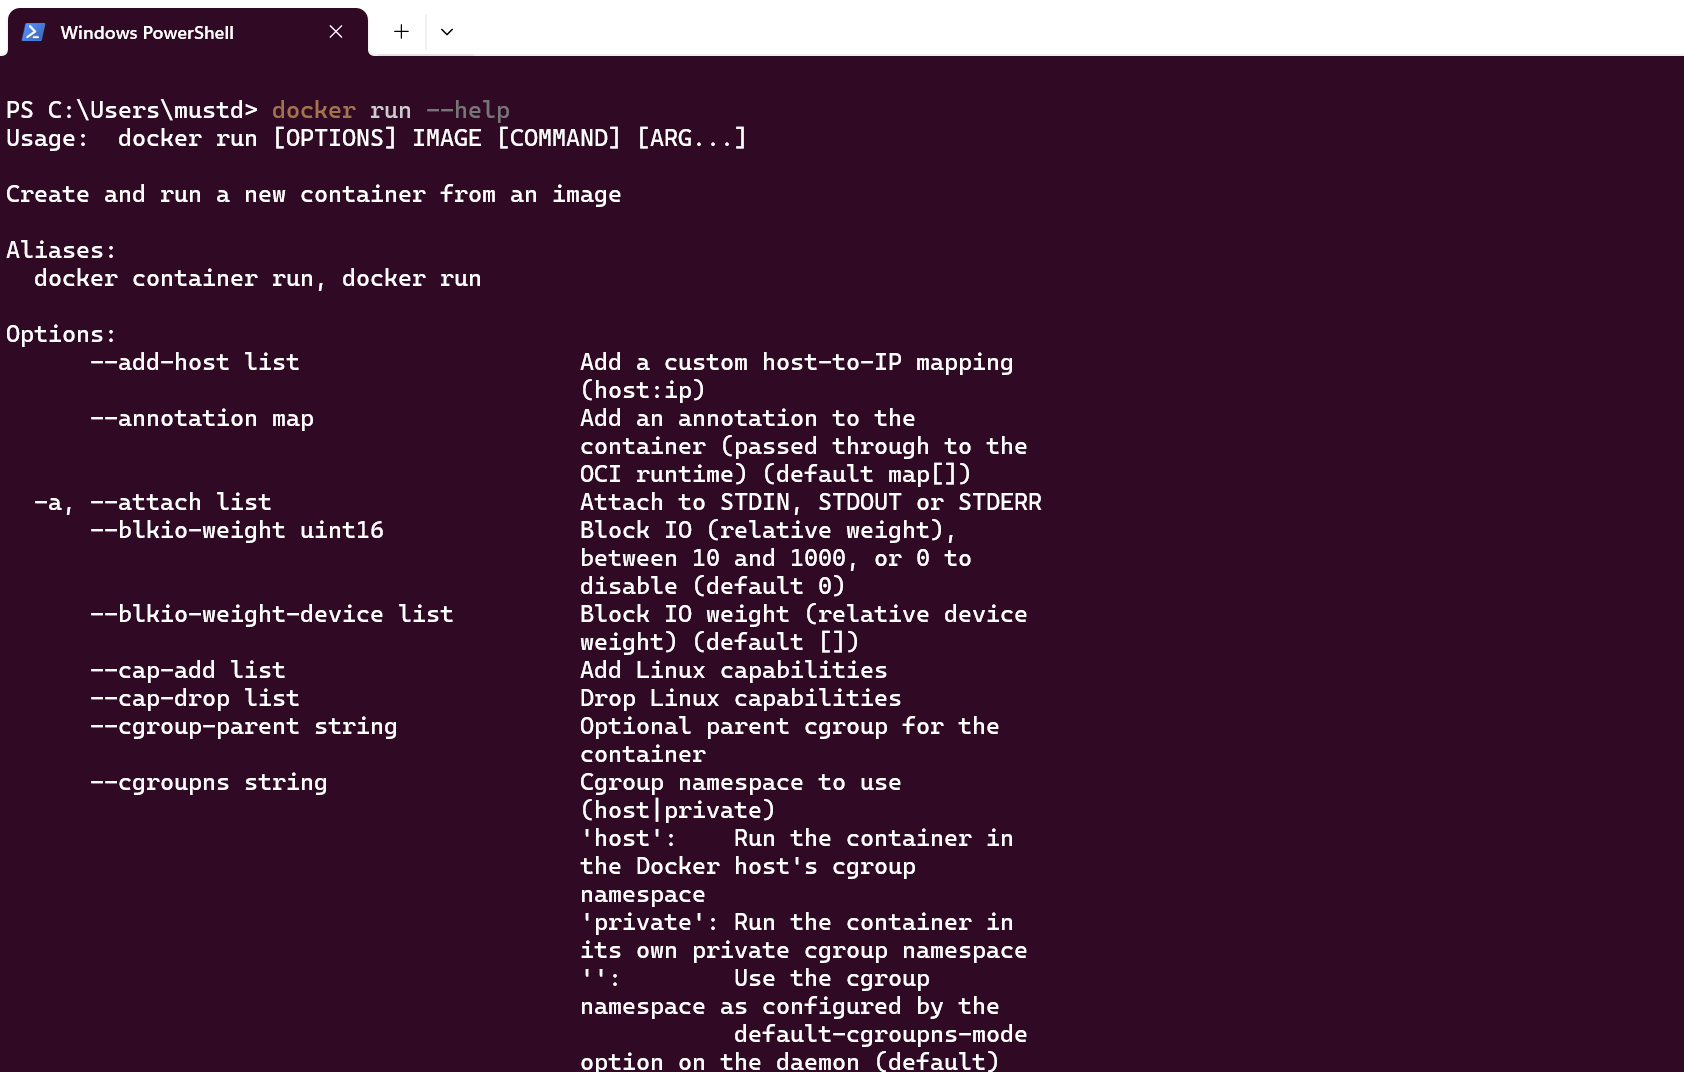 Windows PowerShell
PS C:\Users\mustd> docker run --help
Usage:  docker run [OPTIONS] IMAGE [COMMAND] [ARG...]
Create and run a new container from an image
Aliases:
  docker container run, docker run
Options:
      --add-host list                    Add a custom host-to-IP mapping
                                         (host:ip)
      --annotation map                   Add an annotation to the
                                         container (passed through to the
                                         OCI runtime) (default map[])
  -a, --attach list                      Attach to STDIN, STDOUT or STDERR
      --blkio-weight uint16              Block IO (relative weight),
                                         between 10 and 1000, or 0 to
                                         disable (default 0)
      --blkio-weight-device list         Block IO weight (relative device
                                         weight) (default [])
      --cap-add list                     Add Linux capabilities
      --cap-drop list                    Drop Linux capabilities
      --cgroup-parent string             Optional parent cgroup for the
                                         container
      --cgroupns string                  Cgroup namespace to use
                                         (host|private)
                                         'host':    Run the container in
                                         the Docker host's cgroup
                                         namespace
                                         'private': Run the container in
                                         its own private cgroup namespace
                                         '':        Use the cgroup
                                         namespace as configured by the
                                                    default-cgroupns-mode
                                         option on the daemon (default)